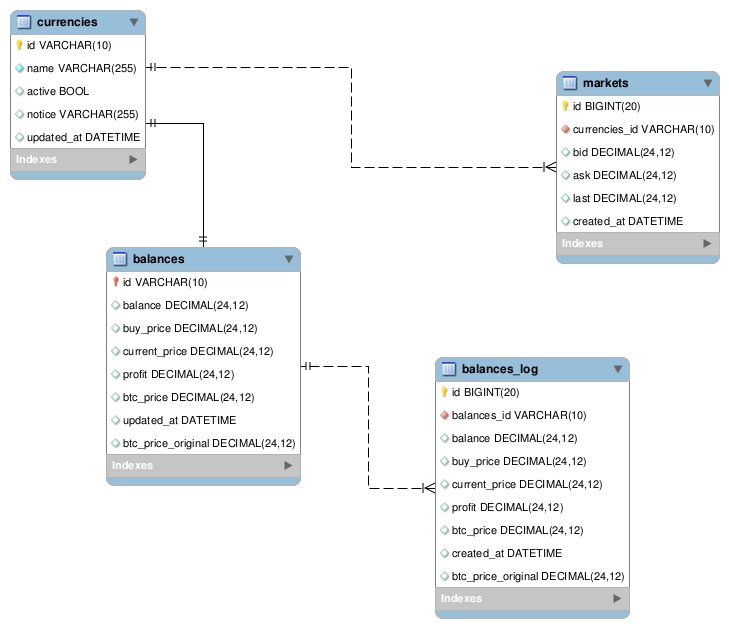 currencies
id VARCHAR(10)
name VARCHAR(255)
active BOOL
notice VARCHAR(255)
updated_at DATETIME
Indexes
markets
id BIGINT(20)
currencies_id VARCHAR(10)
bid DECIMAL(24,12)
ask DECIMAL(24,12)
last DECIMAL(24,12)
created_at DATETIME
Indexes
balances
id VARCHAR(10)
balance DECIMAL(24,12)
buy_price DECIMAL(24,12)
current_price DECIMAL(24,12)
profit DECIMAL(24,12)
btc_price DECIMAL(24,12)
updated_at DATETIME
btc_price_original DECIMAL(24,12)
Indexes
balances_log
id BIGINT(20)
balances_id VARCHAR(10)
balance DECIMAL(24,12)
buy_price DECIMAL(24,12)
current_price DECIMAL(24,12)
profit DECIMAL(24,12)
btc_price DECIMAL(24,12)
created_at DATETIME
btc_price_original DECIMAL(24,12)
Indexes